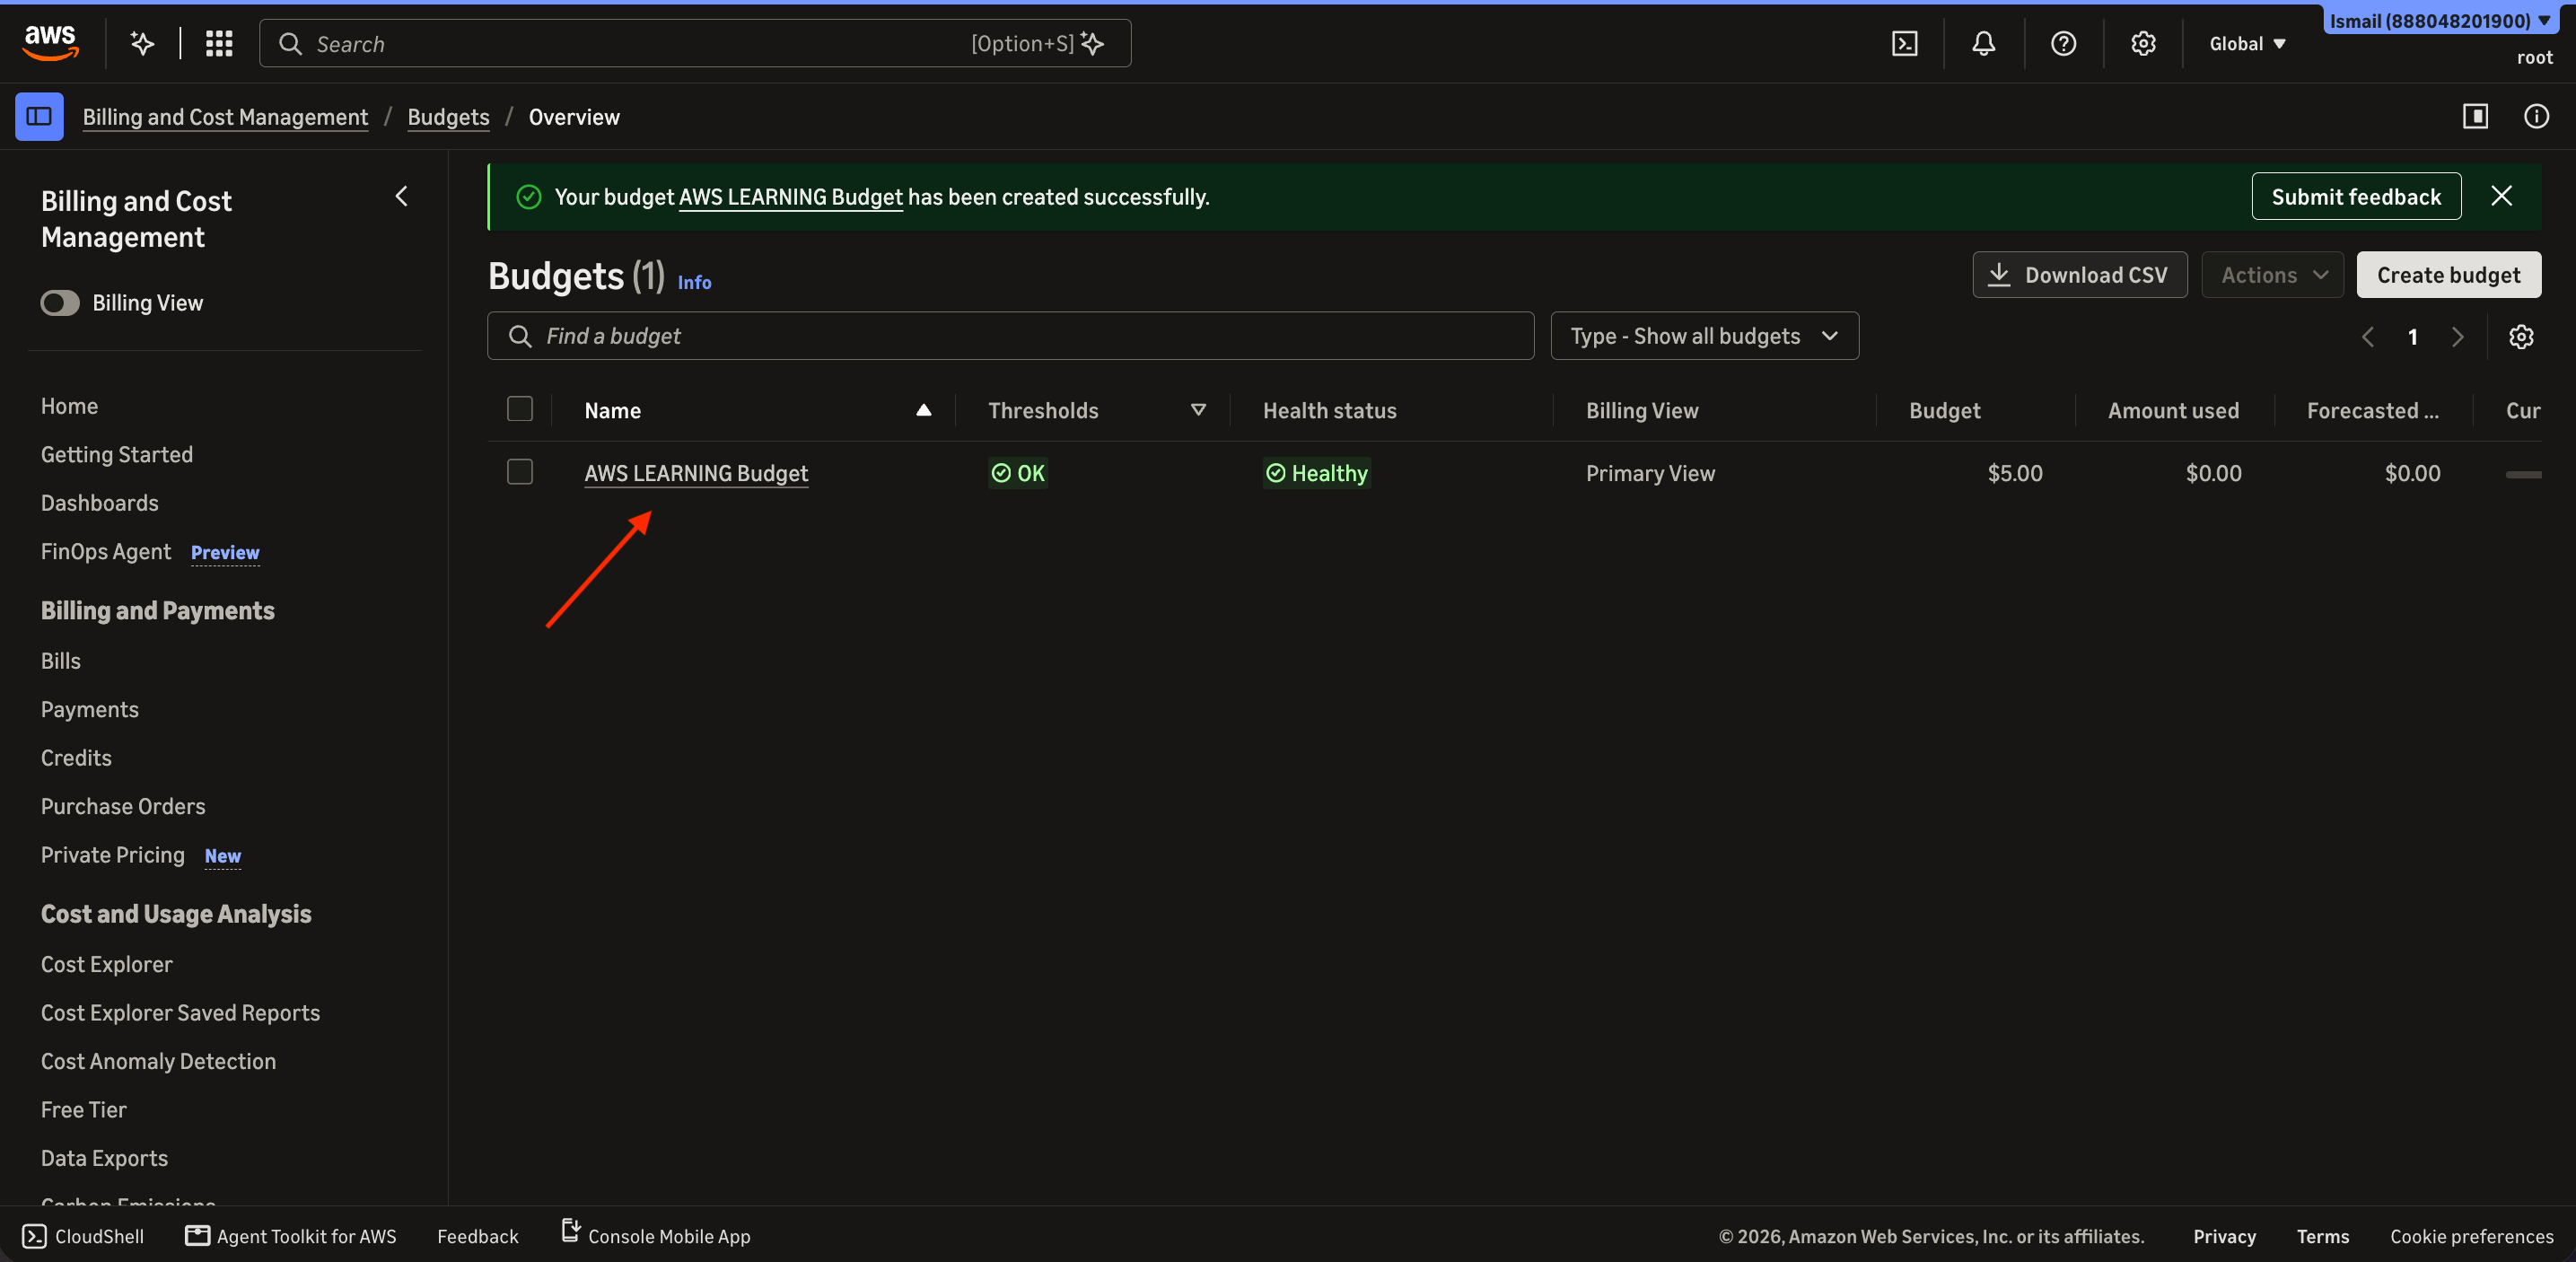 aws
Search [Option+S]
Global
Ismail (888048201900)
root
Billing and Cost Management / Budgets / Overview
Billing and Cost
Management
Billing View
Home
Getting Started
Dashboards
FinOps Agent Preview
Billing and Payments
Bills
Payments
Credits
Purchase Orders
Private Pricing New
Cost and Usage Analysis
Cost Explorer
Cost Explorer Saved Reports
Cost Anomaly Detection
Free Tier
Data Exports
Carbon Emissions
Your budget AWS LEARNING Budget has been created successfully.
Submit feedback
Budgets (1) Info
Download CSV
Actions
Create budget
Find a budget
Type - Show all budgets
1
Name Thresholds Health status Billing View Budget Amount used Forecasted ... Cur
AWS LEARNING Budget OK Healthy Primary View $5.00 $0.00 $0.00
CloudShell Agent Toolkit for AWS Feedback Console Mobile App © 2026, Amazon Web Services, Inc. or its affiliates. Privacy Terms Cookie preferences